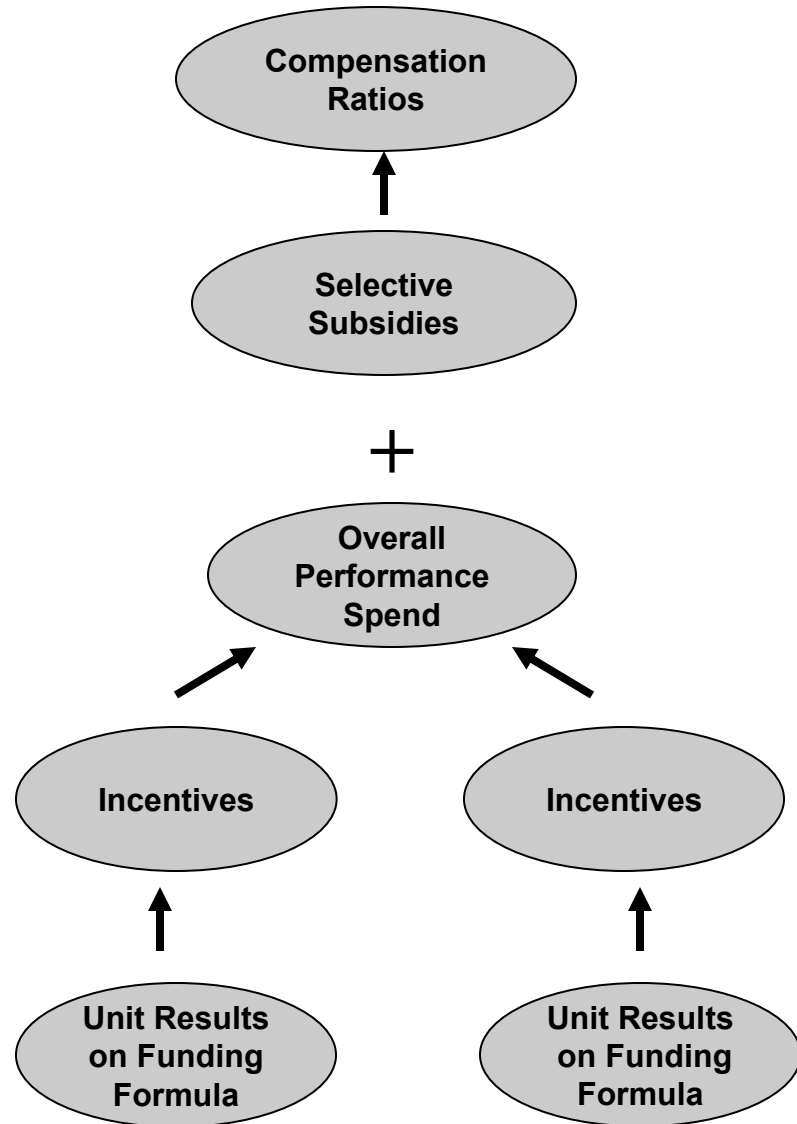 Compensation
Ratios
Selective
Subsidies
+
Overall
Performance
Spend
Incentives
Incentives
Unit Results
on Funding
Formula
Unit Results
on Funding
Formula